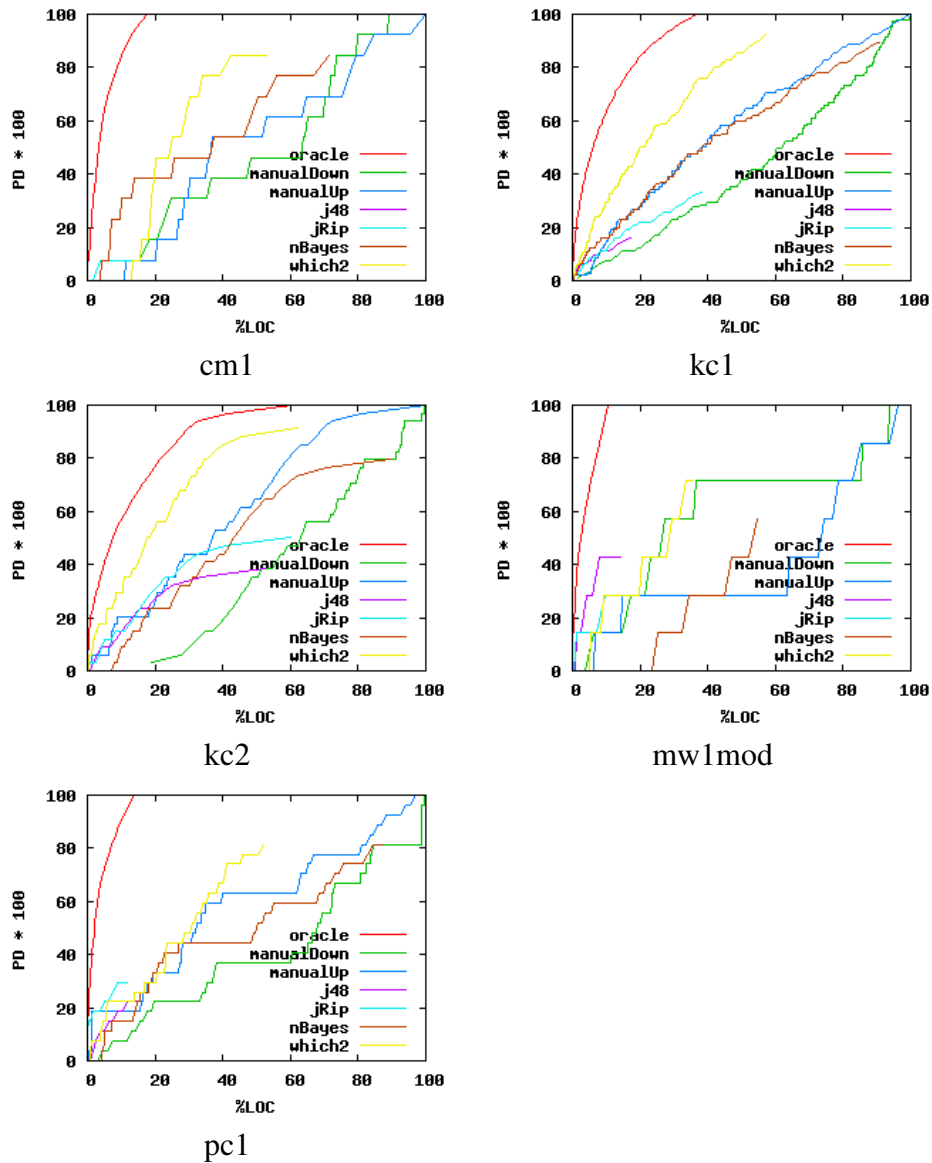 100
80
60
40
20
0
PD * 100
oracle
manualDown
manualUp
j48
jRip
nBayes
which2
0 20 40 60 80 100
%LOC
cm1
100
80
60
40
20
0
PD * 100
oracle
manualDown
manualUp
j48
jRip
nBayes
which2
0 20 40 60 80 100
%LOC
kc1
100
80
60
40
20
0
PD * 100
oracle
manualDown
manualUp
j48
jRip
nBayes
which2
0 20 40 60 80 100
%LOC
kc2
100
80
60
40
20
0
PD * 100
oracle
manualDown
manualUp
j48
jRip
nBayes
which2
0 20 40 60 80 100
%LOC
mw1mod
100
80
60
40
20
0
PD * 100
oracle
manualDown
manualUp
j48
jRip
nBayes
which2
0 20 40 60 80 100
%LOC
pc1